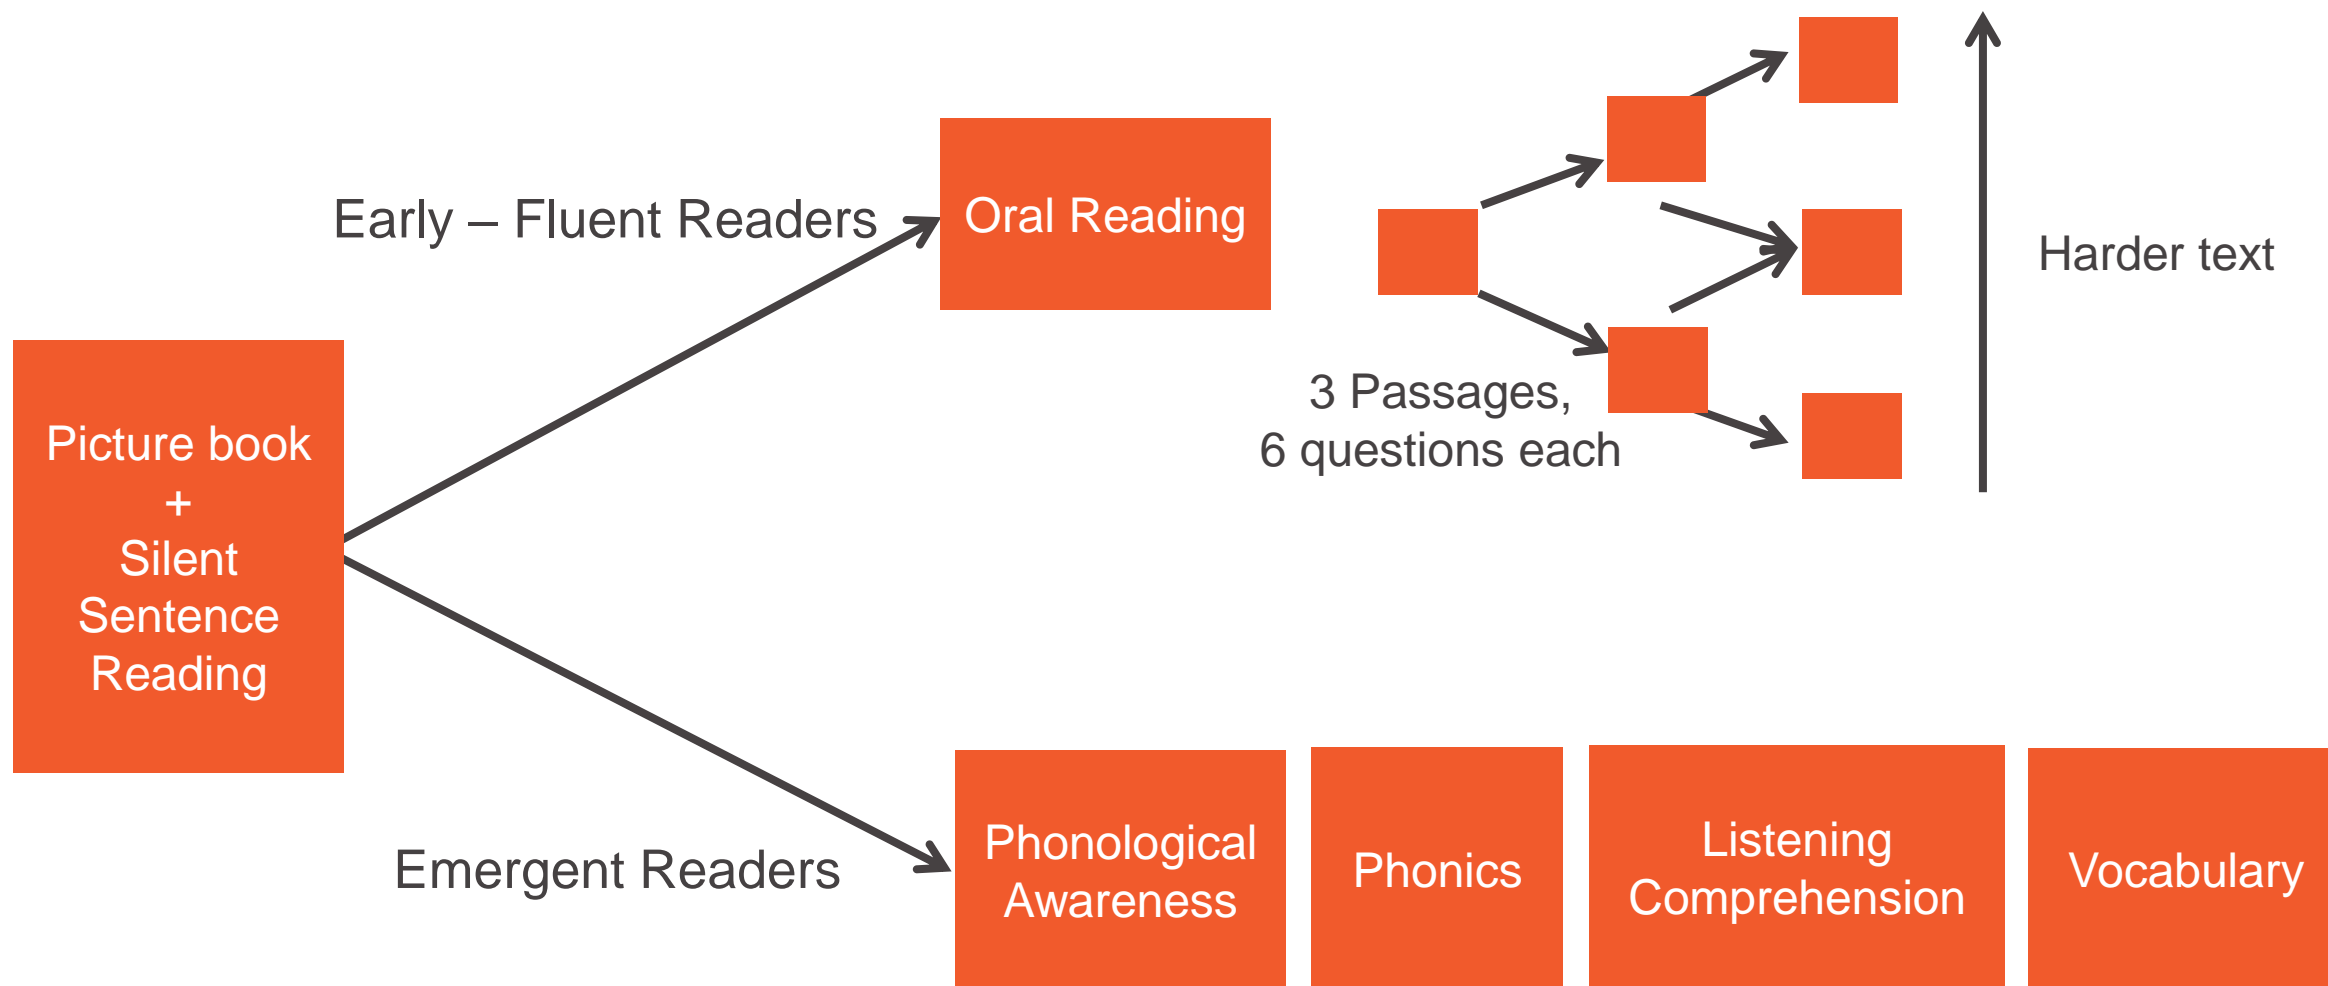 Early – Fluent Readers
Oral Reading
Harder text
3 Passages,
6 questions each
Picture book
+
Silent
Sentence
Reading
Emergent Readers
Phonological
Awareness
Phonics
Listening
Comprehension
Vocabulary